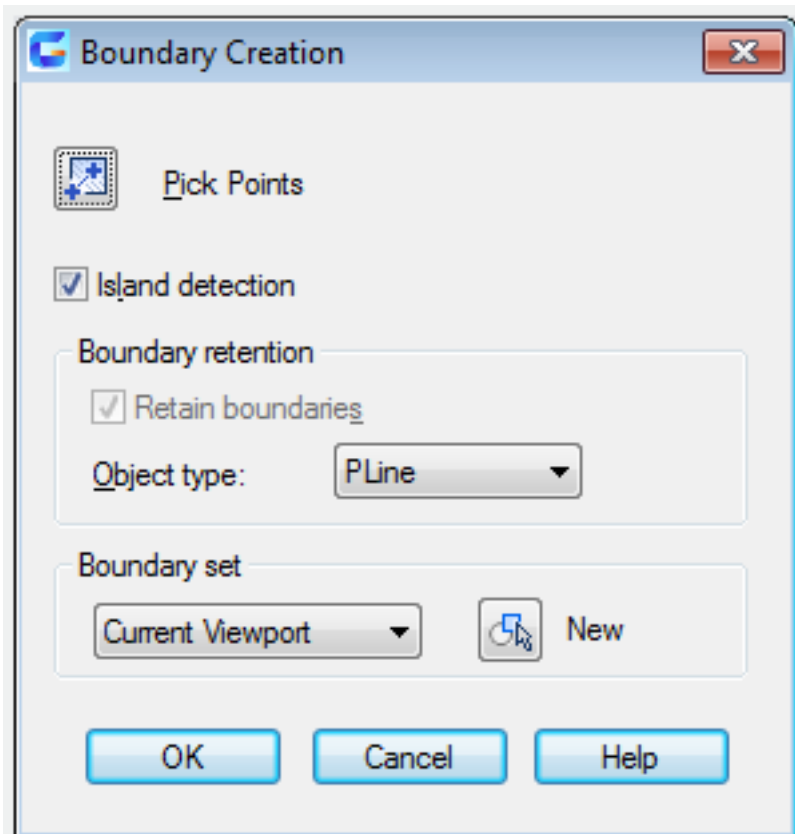 Boundary Creation
Pick Points
Island detection
Boundary retention
Retain boundaries
Object type: PLine
Boundary set
Current Viewport New
OK Cancel Help